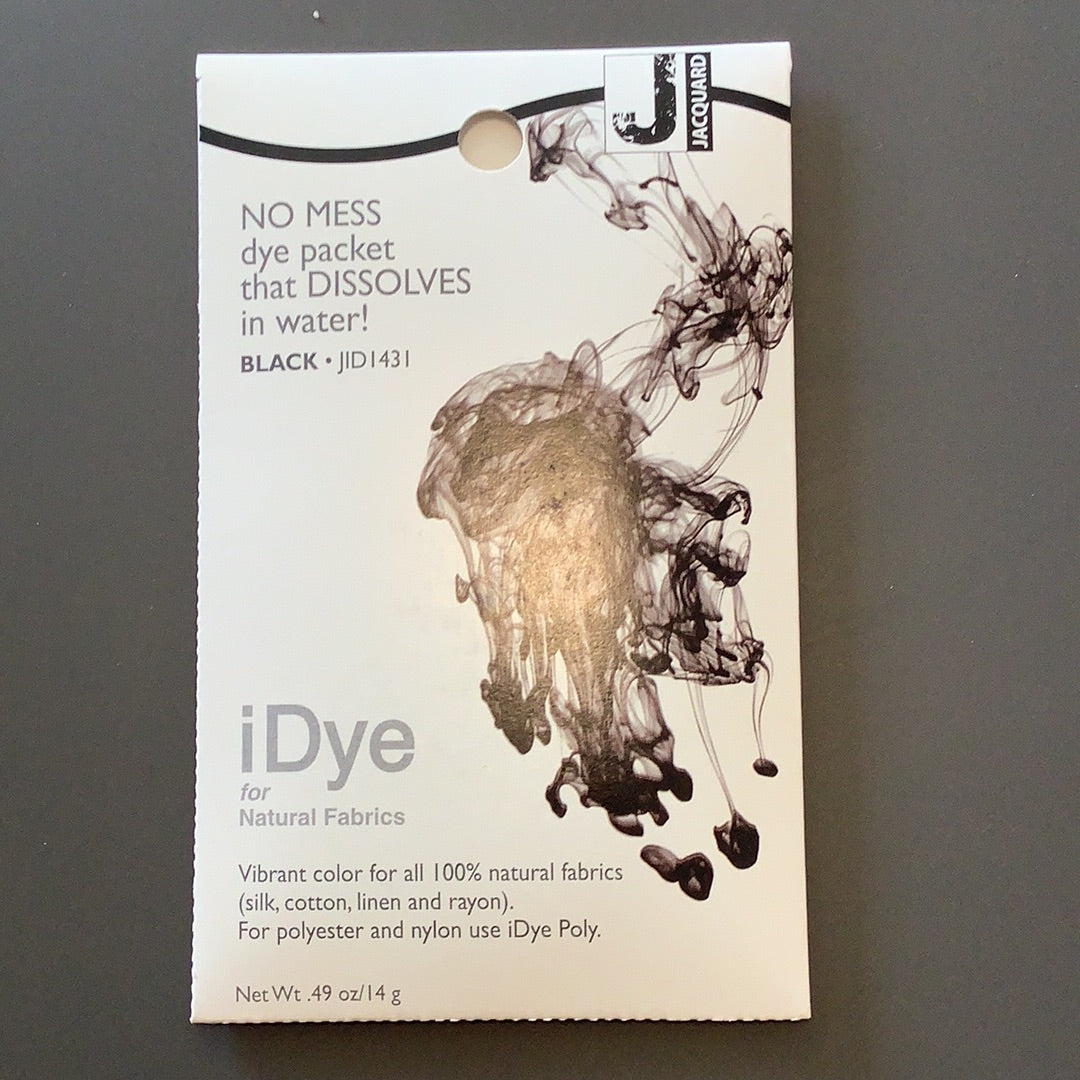 J
JACQUARD
NO MESS
dye packet
that DISSOLVES
in water!
BLACK • JID1431
iDye
for
Natural Fabrics
Vibrant color for all 100% natural fabrics
(silk, cotton, linen and rayon).
For polyester and nylon use iDye Poly.
Net Wt .49 oz/14 g